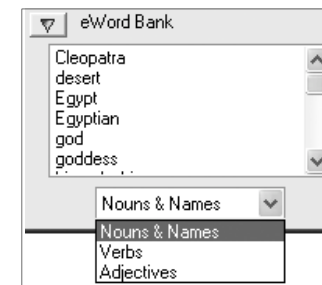 eWord Bank
Cleopatra
desert
Egypt
Egyptian
god
goddess
Nouns & Names
Nouns & Names
Verbs
Adjectives